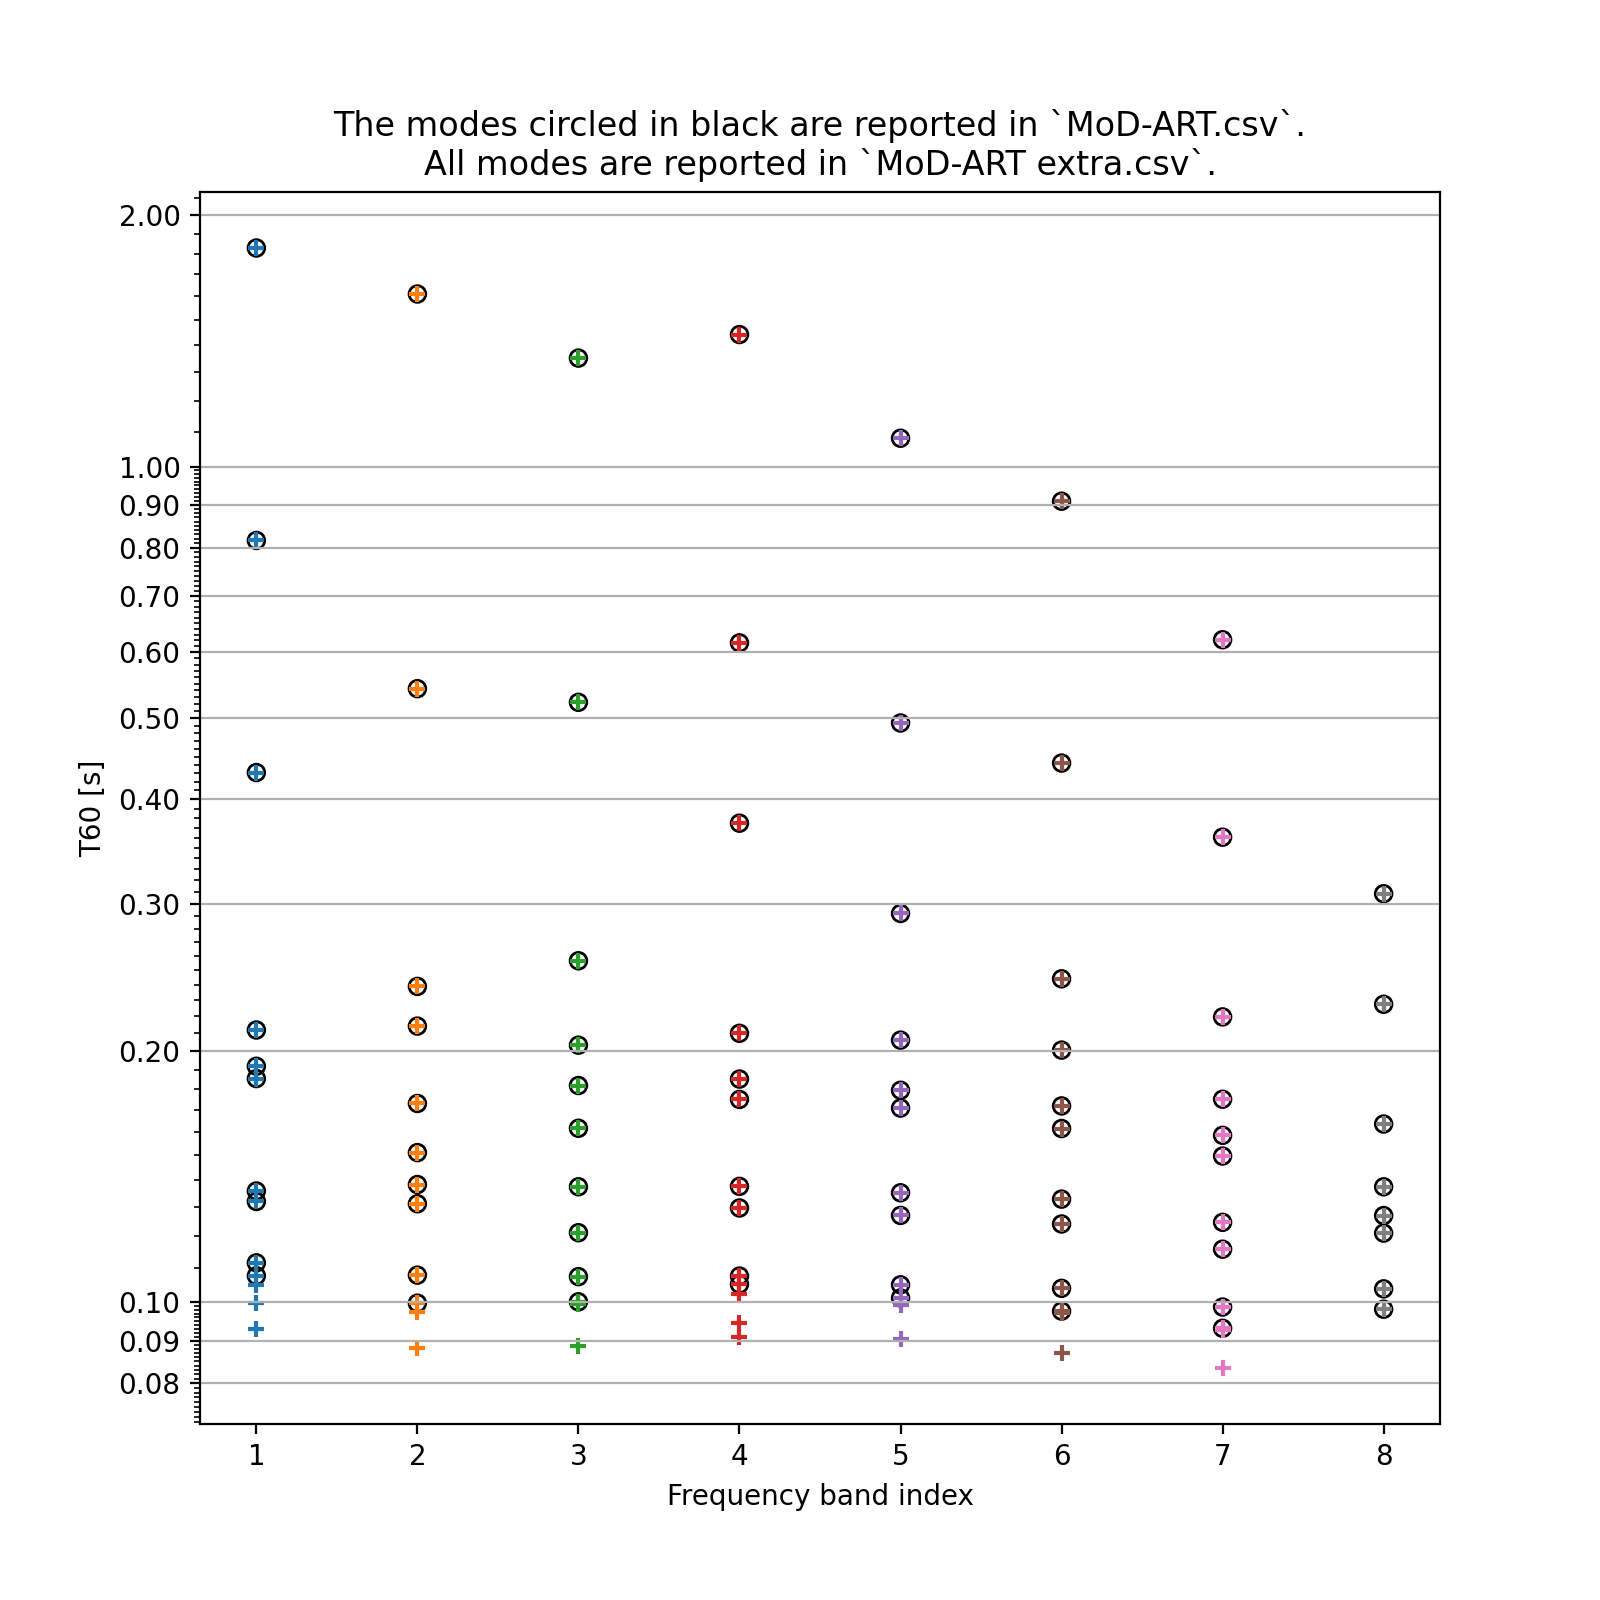 The modes circled in black are reported in `MoD-ART.csv`.
All modes are reported in `MoD-ART extra.csv`.
2.00
1.00
0.90
0.80
0.70
0.60
0.50
0.40
0.30
0.20
0.10
0.09
0.08
T60 [s]
1 2 3 4 5 6 7 8
Frequency band index